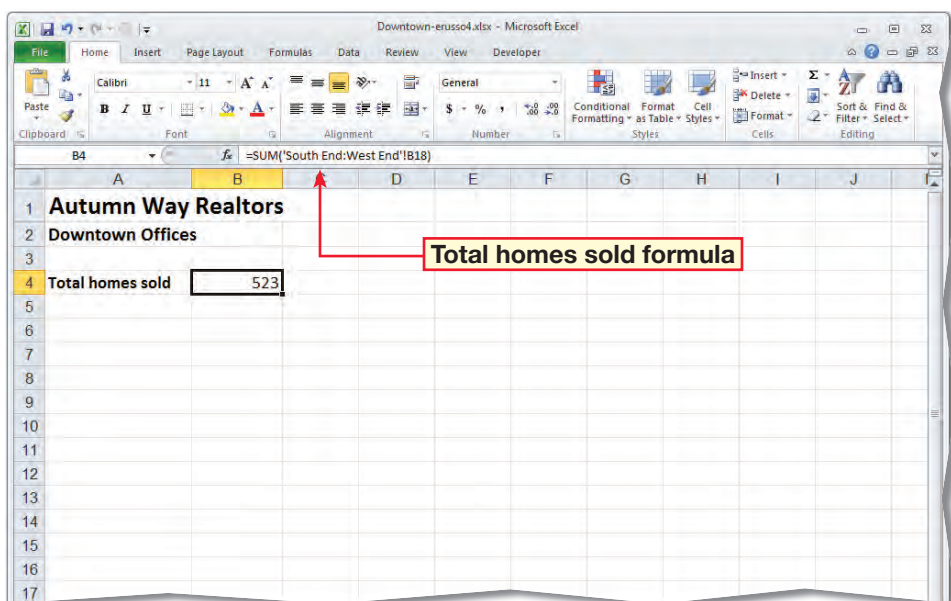 Downtown-erusso4.xlsx - Microsoft Excel
File Home Insert Page Layout Formulas Data Review View Developer
Paste
Calibri 11 A A
B I U A
General
$ % , .0 .00 .00 .0
Conditional Formatting Format as Table Cell Styles
Insert
Delete
Format
Σ
Sort & Filter Find & Select
Clipboard Font Alignment Number Styles Cells Editing
B4 fx =SUM('South End:West End'!B18)
A B C D E F G H I J
1 Autumn Way Realtors
2 Downtown Offices
3
Total homes sold formula
4 Total homes sold 523
5
6
7
8
9
10
11
12
13
14
15
16
17